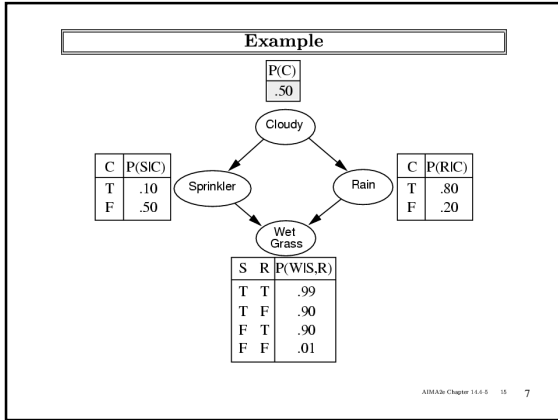 Example
P(C)
.50
Cloudy
C P(S|C)
T .10
F .50
Sprinkler
Rain
C P(R|C)
T .80
F .20
Wet
Grass
S R P(W|S,R)
T T .99
T F .90
F T .90
F F .01
AIMA2e Chapter 14.4-5 15 7